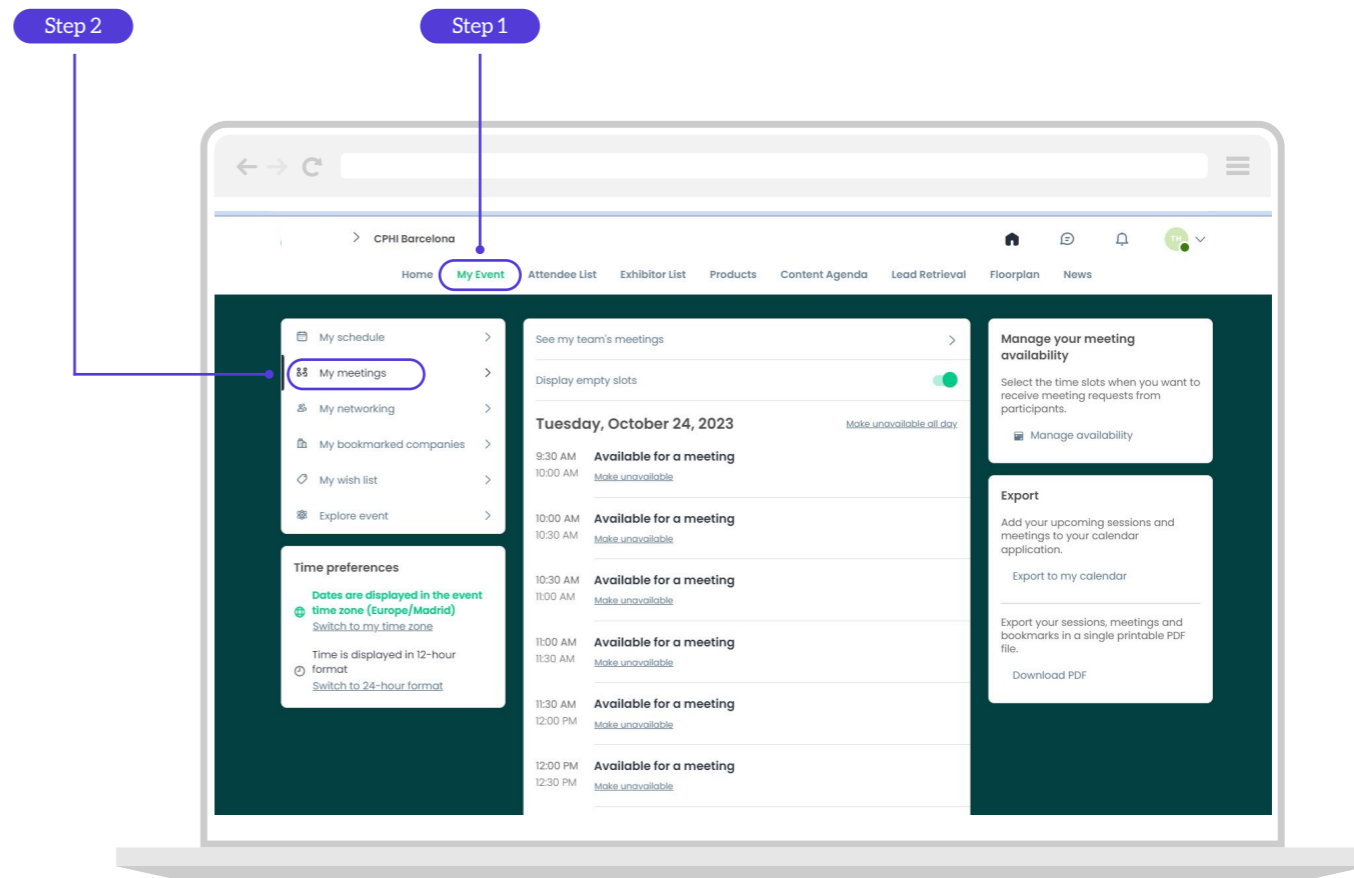 Step 2
Step 1
CPHI Barcelona
TH
Home My Event Attendee List Exhibitor List Products Content Agenda Lead Retrieval Floorplan News
My schedule
My meetings
My networking
My bookmarked companies
My wish list
Explore event
Time preferences
Dates are displayed in the event
time zone (Europe/Madrid)
Switch to my time zone
Time is displayed in 12-hour
format
Switch to 24-hour format
See my team's meetings
Display empty slots
Tuesday, October 24, 2023 Make unavailable all day
9:30 AM Available for a meeting
10:00 AM Make unavailable
10:00 AM Available for a meeting
10:30 AM Make unavailable
10:30 AM Available for a meeting
11:00 AM Make unavailable
11:00 AM Available for a meeting
11:30 AM Make unavailable
11:30 AM Available for a meeting
12:00 PM Make unavailable
12:00 PM Available for a meeting
12:30 PM Make unavailable
Manage your meeting
availability
Select the time slots when you want to
receive meeting requests from
participants.
Manage availability
Export
Add your upcoming sessions and
meetings to your calendar
application.
Export to my calendar
Export your sessions, meetings and
bookmarks in a single printable PDF
file.
Download PDF